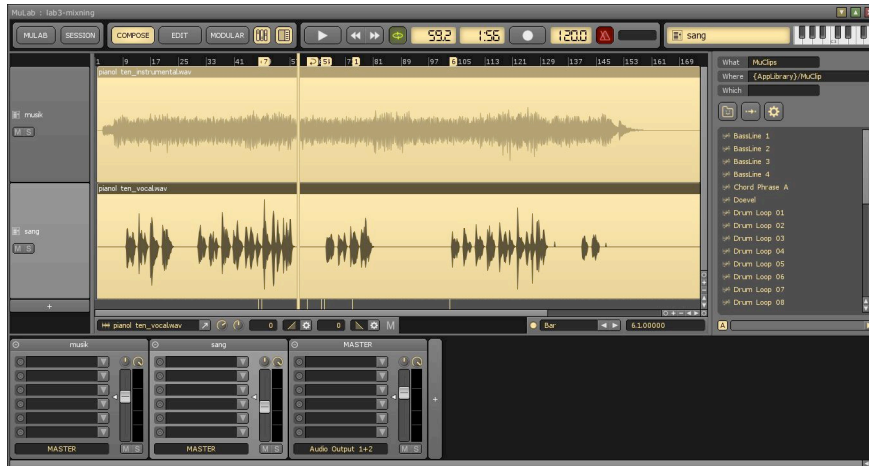 MuLab : lab3-mixning
MULAB SESSION COMPOSE EDIT MODULAR 59.2 1:56 120.0 sang
1 9 17 25 33 41 73 81 89 97 105 113 121 129 137 145 153 161 169
pianol ten_instrumental.wav
musik
M S
pianol ten_vocal.wav
sang
M S
+
pianol ten_vocal.wav 0 0 M Bar 6.1.00000
What MuClips
Where {AppLibrary}/MuClip
Which
BassLine 1
BassLine 2
BassLine 3
BassLine 4
Chord Phrase A
Doevel
Drum Loop 01
Drum Loop 02
Drum Loop 03
Drum Loop 04
Drum Loop 05
Drum Loop 06
Drum Loop 07
Drum Loop 08
A
musik sang MASTER
+
MASTER M S MASTER M S Audio Output 1+2 M S